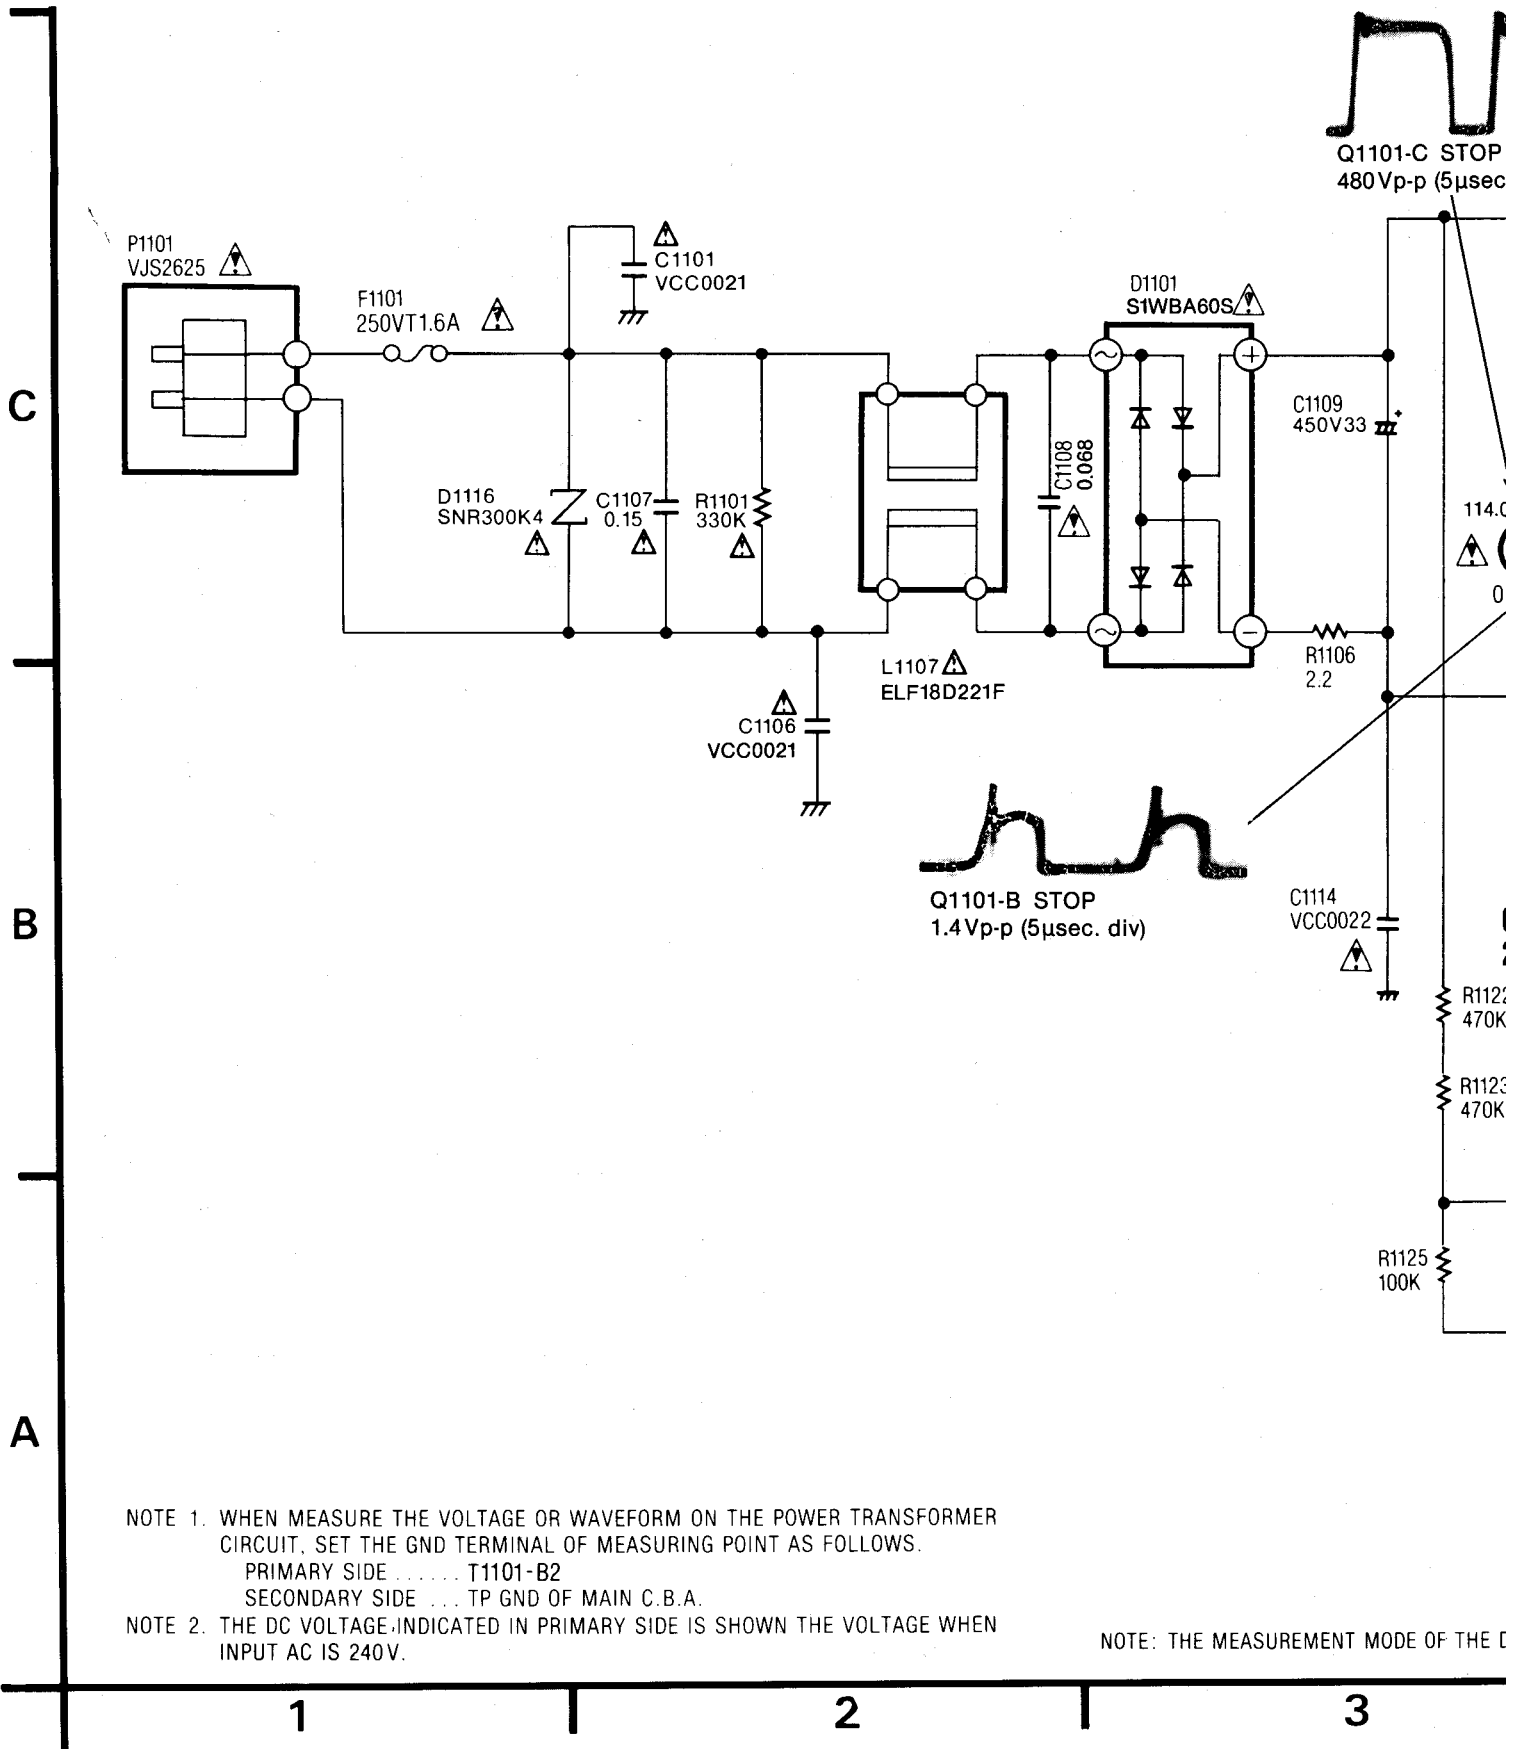 Q1101-C STOP
480Vp-p (5µsec
P1101
VJS2625
F1101
250VT1.6A
C1101
VCC0021
D1101
S1WBA60S
C
C1109
450V33
+
D1116
SNR300K4
C1107
0.15
R1101
330K
C1108
0.068
114.0
0
R1106
2.2
L1107
ELF18D221F
C1106
VCC0021
Q1101-B STOP
1.4Vp-p (5µsec. div)
B
C1114
VCC0022
R1122
470K
R1123
470K
R1125
100K
A
NOTE 1. WHEN MEASURE THE VOLTAGE OR WAVEFORM ON THE POWER TRANSFORMER
CIRCUIT, SET THE GND TERMINAL OF MEASURING POINT AS FOLLOWS.
PRIMARY SIDE ...... T1101-B2
SECONDARY SIDE ... TP GND OF MAIN C.B.A.
NOTE 2. THE DC VOLTAGE INDICATED IN PRIMARY SIDE IS SHOWN THE VOLTAGE WHEN
INPUT AC IS 240V.
NOTE: THE MEASUREMENT MODE OF THE
1 2 3